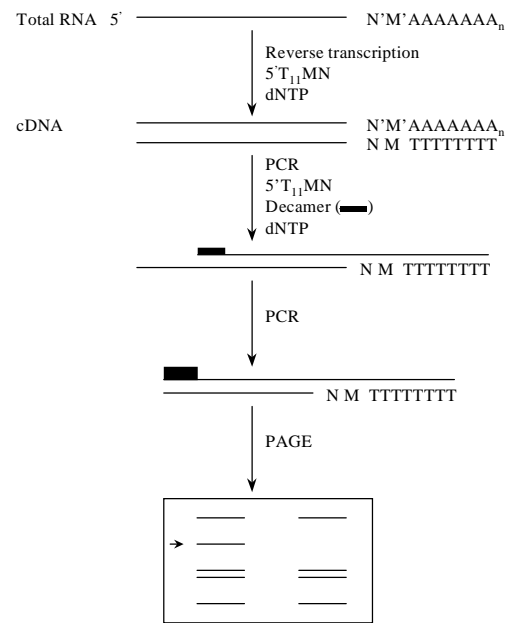 Total RNA 5' N'M'AAAAAAAn
Reverse transcription
5'T11MN
dNTP
cDNA N'M'AAAAAAAn
N M TTTTTTTT
PCR
5'T11MN
Decamer ( )
dNTP
N M TTTTTTTT
PCR
N M TTTTTTTT
PAGE